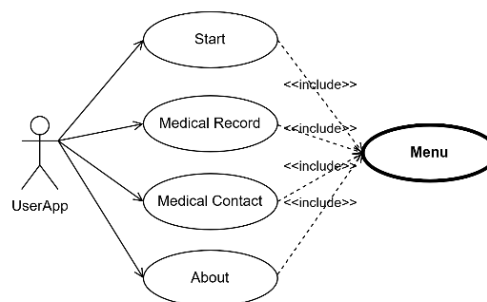 Start
<<include>>
Medical Record
<<include>>
Menu
<<include>>
UserApp
Medical Contact
<<include>>
About